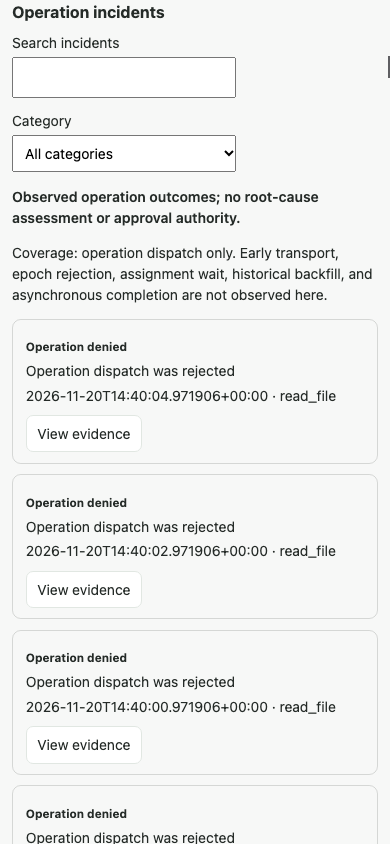 Operation incidents
Search incidents
Category
All categories
Observed operation outcomes; no root-cause
assessment or approval authority.
Coverage: operation dispatch only. Early transport,
epoch rejection, assignment wait, historical backfill, and
asynchronous completion are not observed here.
Operation denied
Operation dispatch was rejected
2026-11-20T14:40:04.971906+00:00 · read_file
View evidence
Operation denied
Operation dispatch was rejected
2026-11-20T14:40:02.971906+00:00 · read_file
View evidence
Operation denied
Operation dispatch was rejected
2026-11-20T14:40:00.971906+00:00 · read_file
View evidence
Operation denied
Operation dispatch was rejected